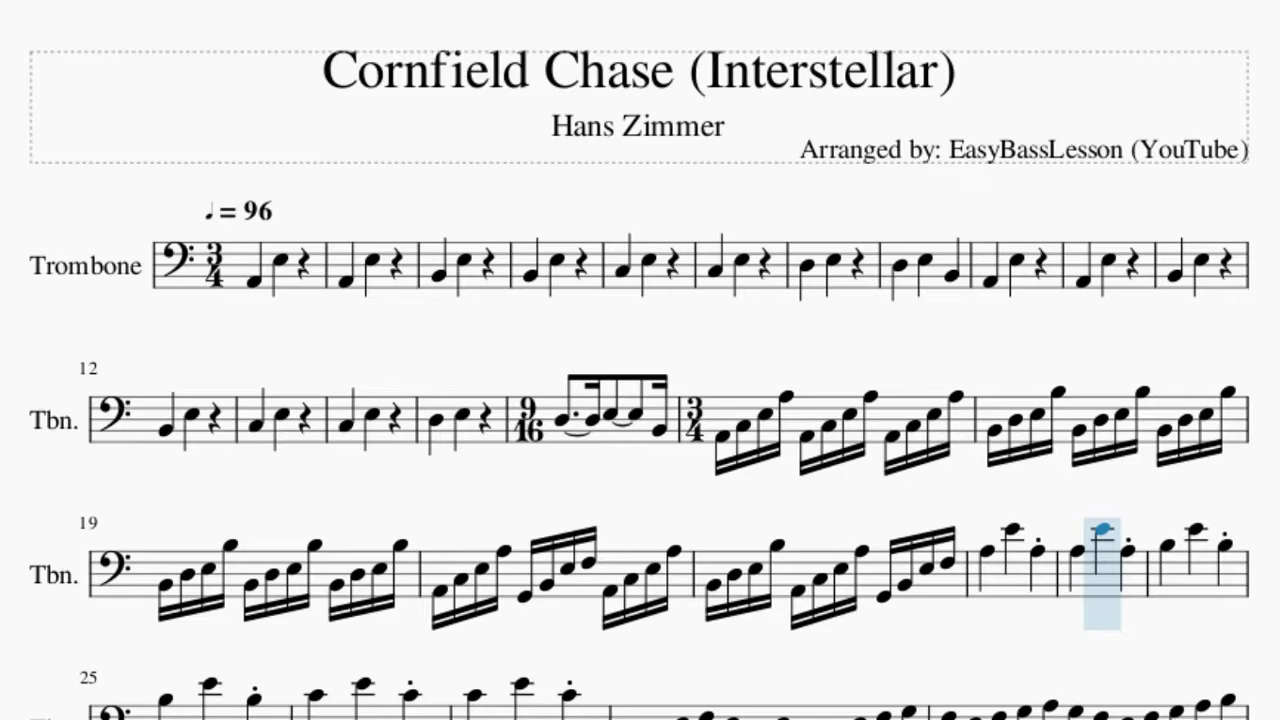 Cornfield Chase (Interstellar)
Hans Zimmer
Arranged by: EasyBassLesson (YouTube)
♩ = 96
Trombone
3
4
12
Tbn.
9
16
3
4
19
Tbn.
25